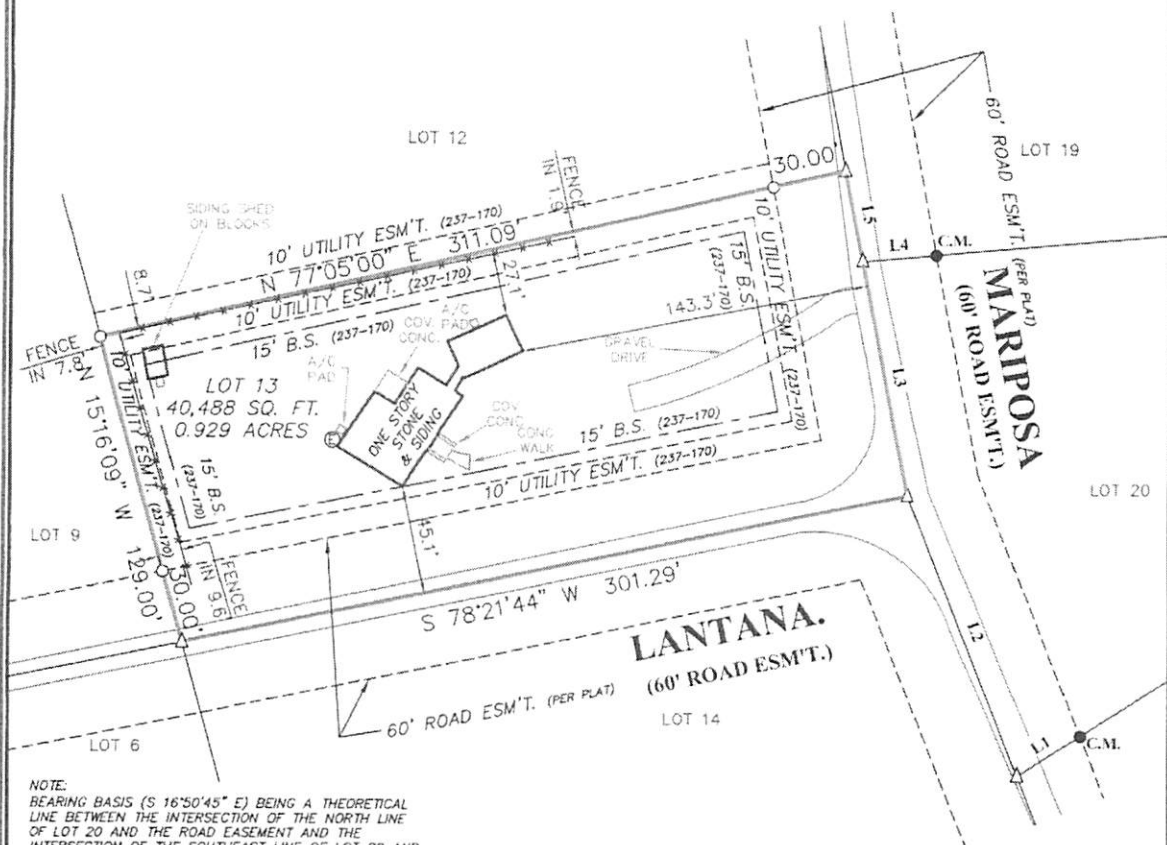 LOT 12
LOT 19
60' ROAD ESM'T. (PER PLAT)
30.00'
FENCE
IN 1.9'
SIDING SHED
ON BLOCKS
10' UTILITY ESM'T. (237-170)
N 77°05'00" E 311.09'
10' UTILITY ESM'T. (237-170)
15' B.S. (237-170)
8.7'
27.1'
10' UTILITY ESM'T. (237-170)
15' B.S.
(237-170)
L5
L4
C.M.
MARIPOSA
(60' ROAD ESM'T.)
143.3'
GRAVEL
DRIVE
L3
FENCE
IN 7.8'
N 15°16'09" W 129.00'
10' UTILITY ESM'T. (237-170)
15' B.S.
(237-170)
LOT 13
40,488 SQ. FT.
0.929 ACRES
A/C
PAD
COV.
CONC.
A/C
PAD
ONE STORY
STONE
& SIDING
COV.
CONC.
CONC.
WALK
15' B.S. (237-170)
10' UTILITY ESM'T. (237-170)
LOT 20
LOT 9
30.00'
FENCE
IN 9.6'
45.1'
S 78°21'44" W 301.29'
LANTANA.
(60' ROAD ESM'T.)
60' ROAD ESM'T. (PER PLAT)
LOT 14
L2
L1
C.M.
LOT 6
NOTE:
BEARING BASIS (S 16°50'45" E) BEING A THEORETICAL
LINE BETWEEN THE INTERSECTION OF THE NORTH LINE
OF LOT 20 AND THE ROAD EASEMENT AND THE
INTERSECTION OF THE SOUTHEAST LINE OF LOT